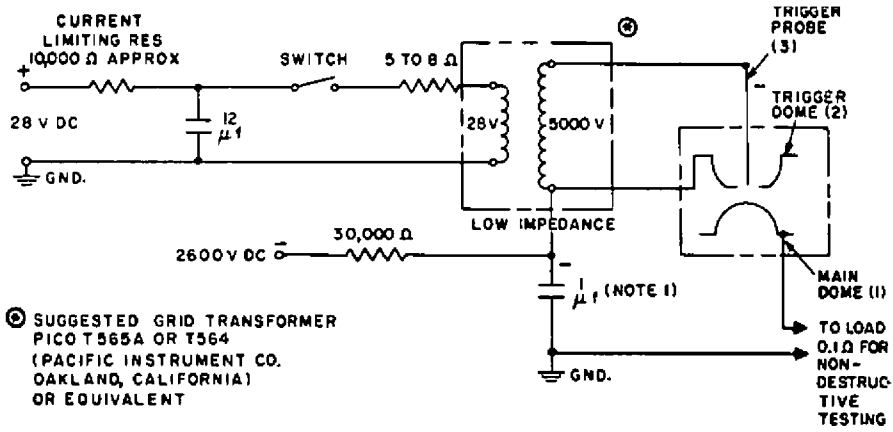 CURRENT
LIMITING RES
10,000 Ω APPROX
+
28 V DC
GND.
12
μf
SWITCH
5 TO 8 Ω
28V
5000 V
LOW IMPEDANCE
⊛
TRIGGER
PROBE
(3)
-
TRIGGER
DOME (2)
MAIN
DOME (1)
2600V DC -
30,000 Ω
-
1
μf (NOTE 1)
GND.
TO LOAD
0.1 Ω FOR
NON-
DESTRUC-
TIVE
TESTING
⊛ SUGGESTED GRID TRANSFORMER
PICO T565A OR T564
(PACIFIC INSTRUMENT CO.
OAKLAND, CALIFORNIA)
OR EQUIVALENT